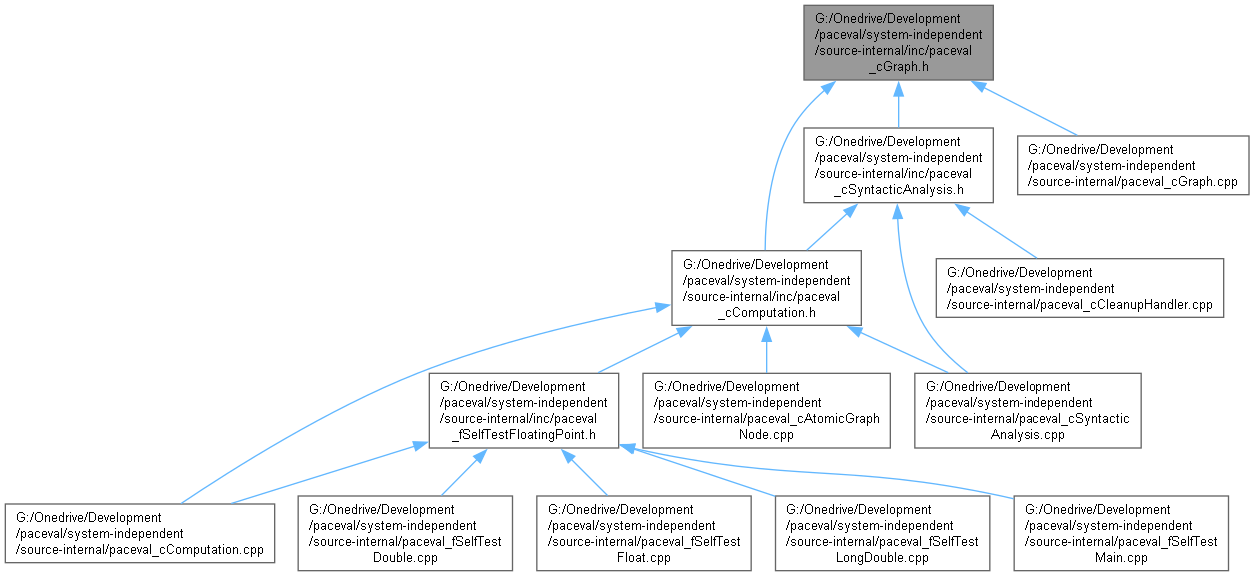 G:/Onedrive/Development
/paceval/system-independent
/source-internal/inc/paceval
_cGraph.h
G:/Onedrive/Development
/paceval/system-independent
/source-internal/inc/paceval
_cSyntacticAnalysis.h
G:/Onedrive/Development
/paceval/system-independent
/source-internal/paceval_cGraph.cpp
G:/Onedrive/Development
/paceval/system-independent
/source-internal/inc/paceval
_cComputation.h
G:/Onedrive/Development
/paceval/system-independent
/source-internal/paceval_cCleanupHandler.cpp
G:/Onedrive/Development
/paceval/system-independent
/source-internal/inc/paceval
_fSelfTestFloatingPoint.h
G:/Onedrive/Development
/paceval/system-independent
/source-internal/paceval_cAtomicGraph
Node.cpp
G:/Onedrive/Development
/paceval/system-independent
/source-internal/paceval_cSyntactic
Analysis.cpp
G:/Onedrive/Development
/paceval/system-independent
/source-internal/paceval_cComputation.cpp
G:/Onedrive/Development
/paceval/system-independent
/source-internal/paceval_fSelfTest
Double.cpp
G:/Onedrive/Development
/paceval/system-independent
/source-internal/paceval_fSelfTest
Float.cpp
G:/Onedrive/Development
/paceval/system-independent
/source-internal/paceval_fSelfTest
LongDouble.cpp
G:/Onedrive/Development
/paceval/system-independent
/source-internal/paceval_fSelfTest
Main.cpp